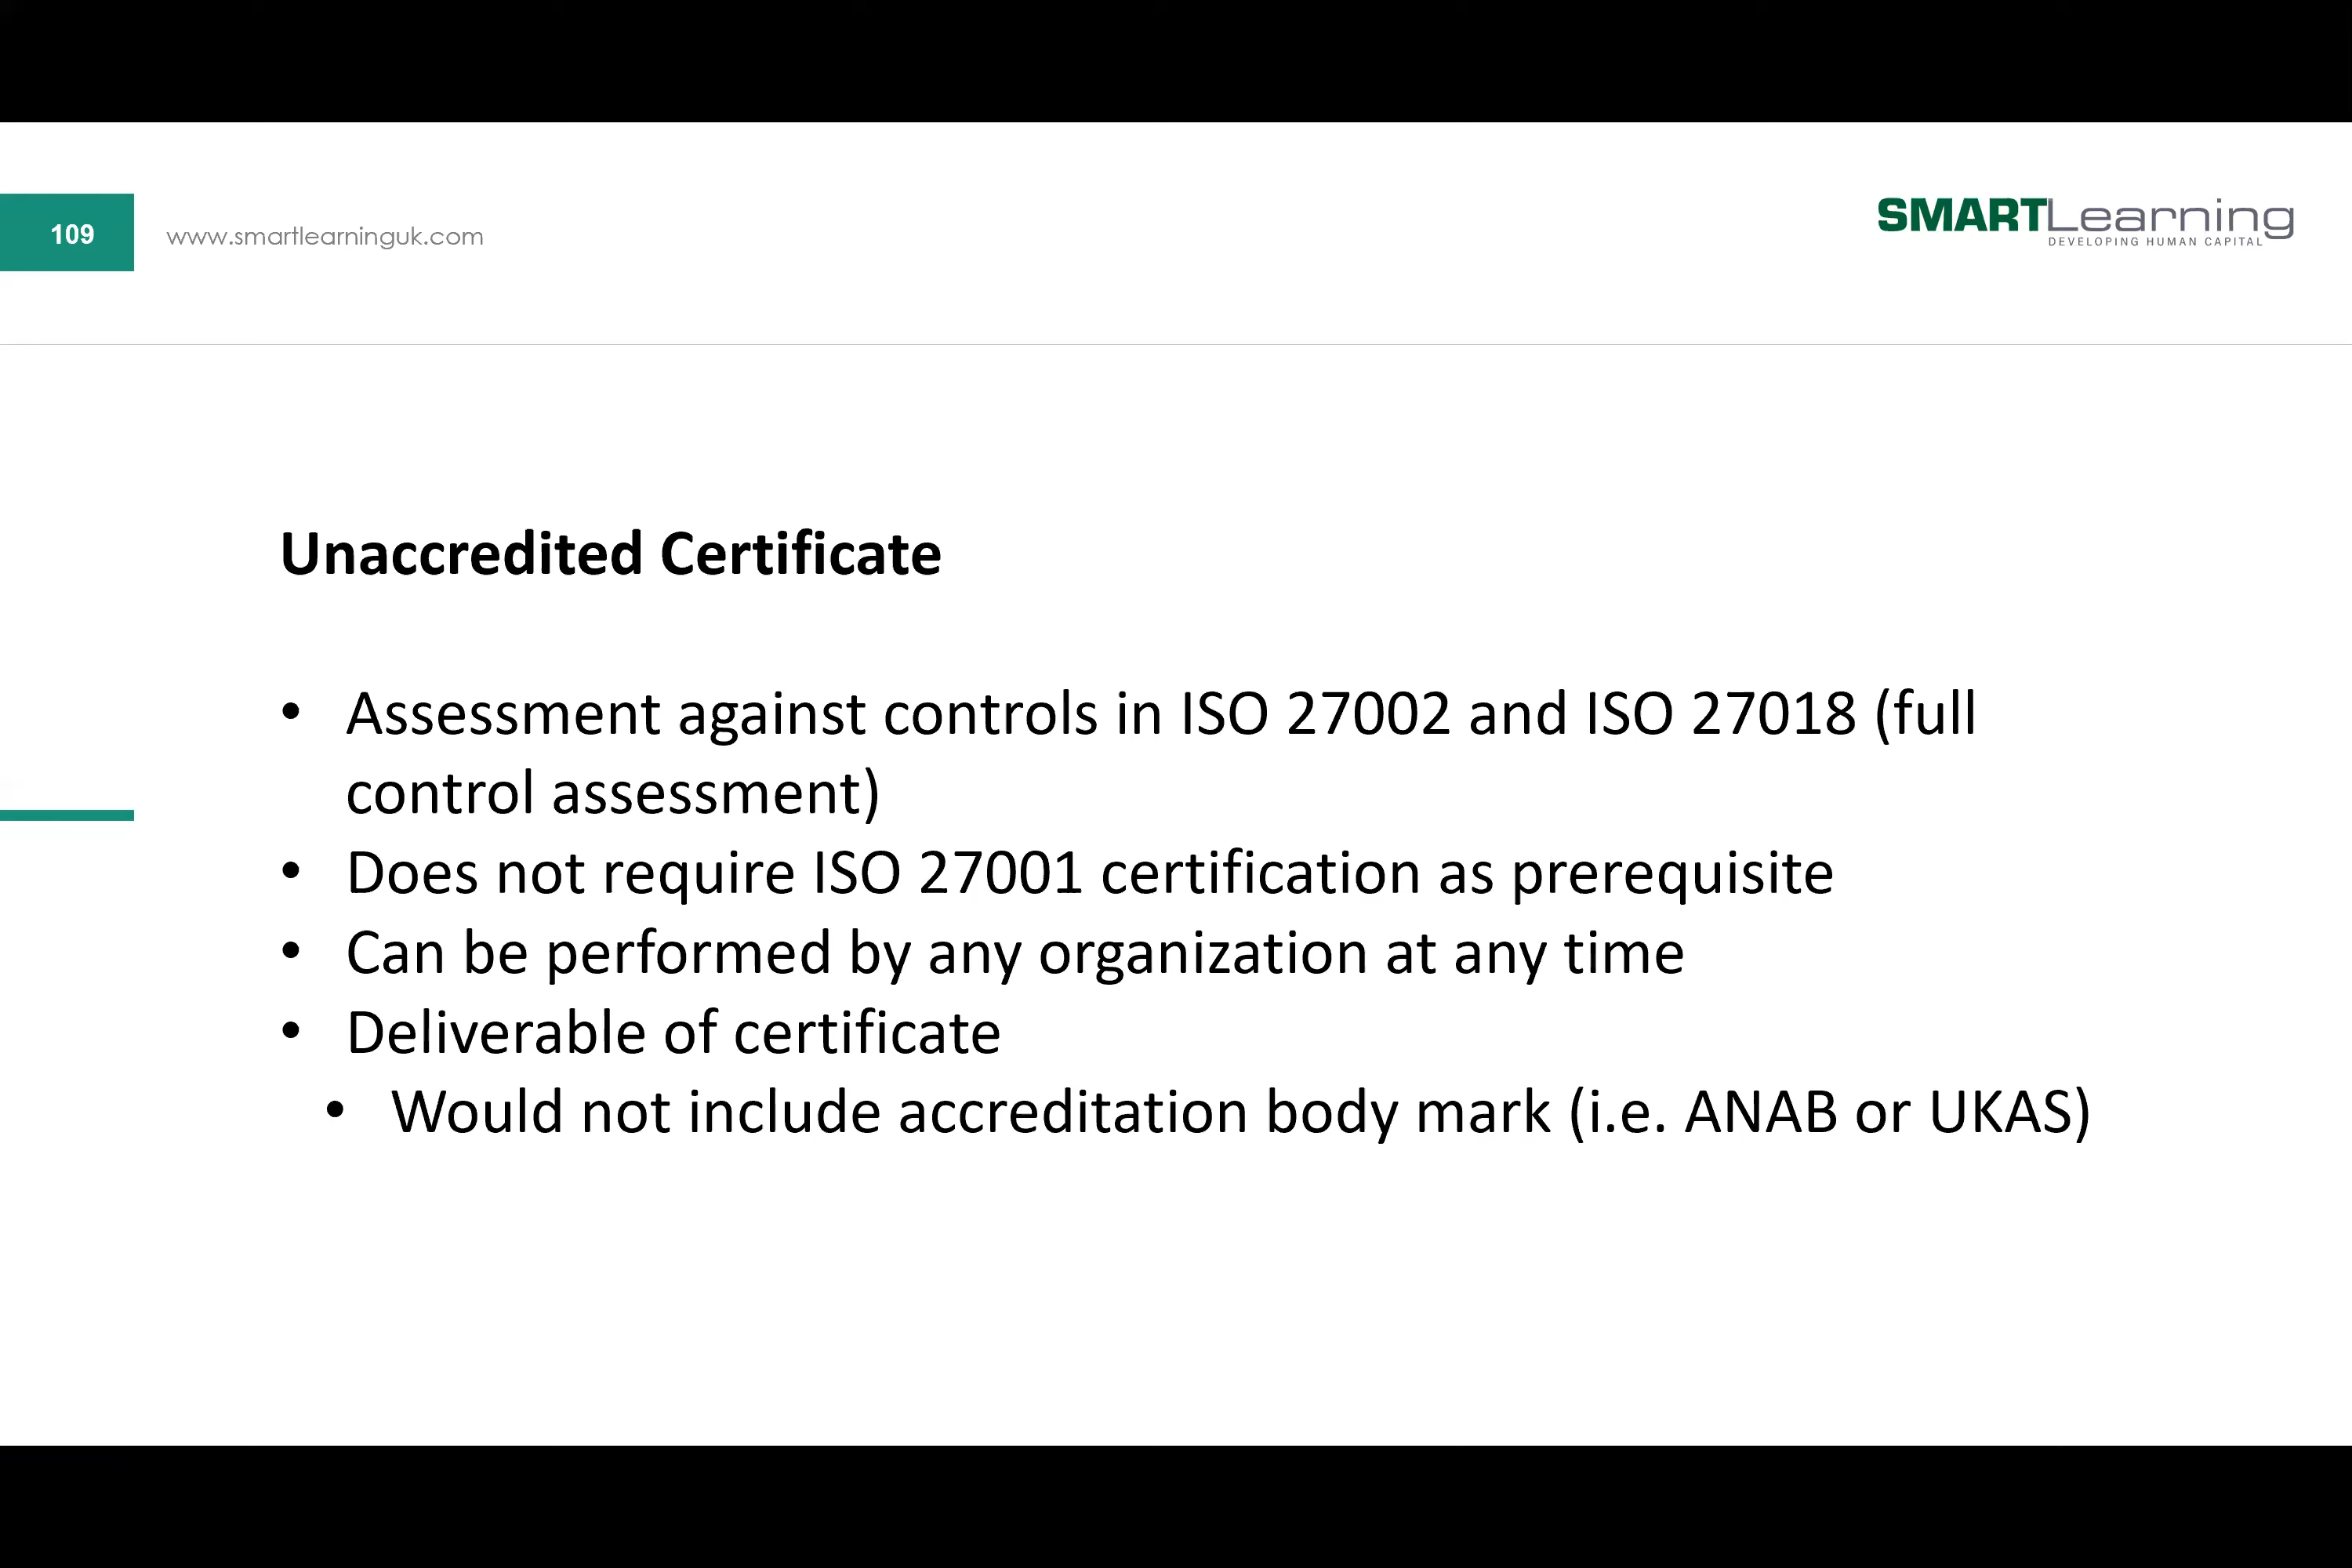 109
www.smartlearninguk.com
SMARTLearning
DEVELOPING HUMAN CAPITAL
Unaccredited Certificate
• Assessment against controls in ISO 27002 and ISO 27018 (full
control assessment)
• Does not require ISO 27001 certification as prerequisite
• Can be performed by any organization at any time
• Deliverable of certificate
• Would not include accreditation body mark (i.e. ANAB or UKAS)